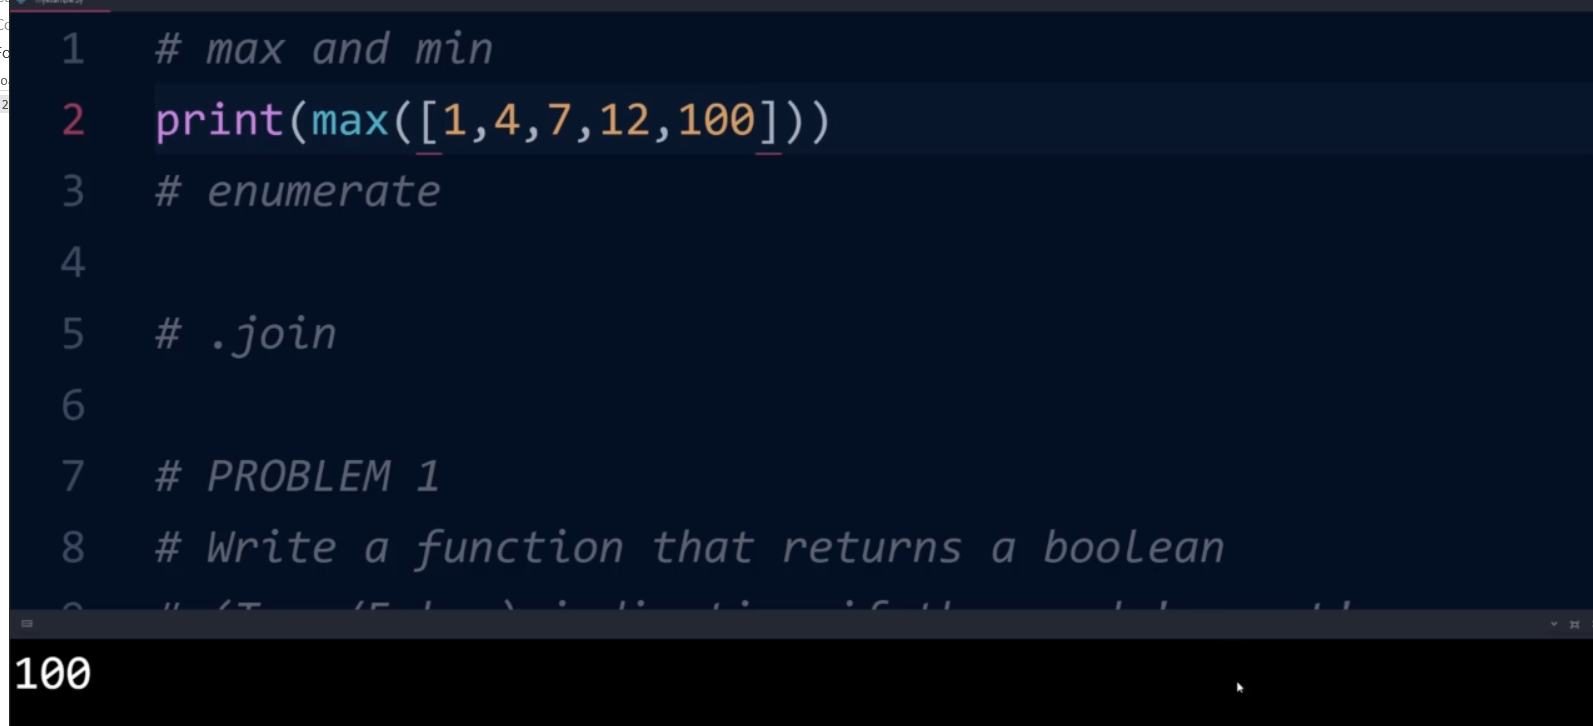 1 # max and min
2 print(max([1,4,7,12,100]))
3 # enumerate
4
5 # .join
6
7 # PROBLEM 1
8 # Write a function that returns a boolean
100